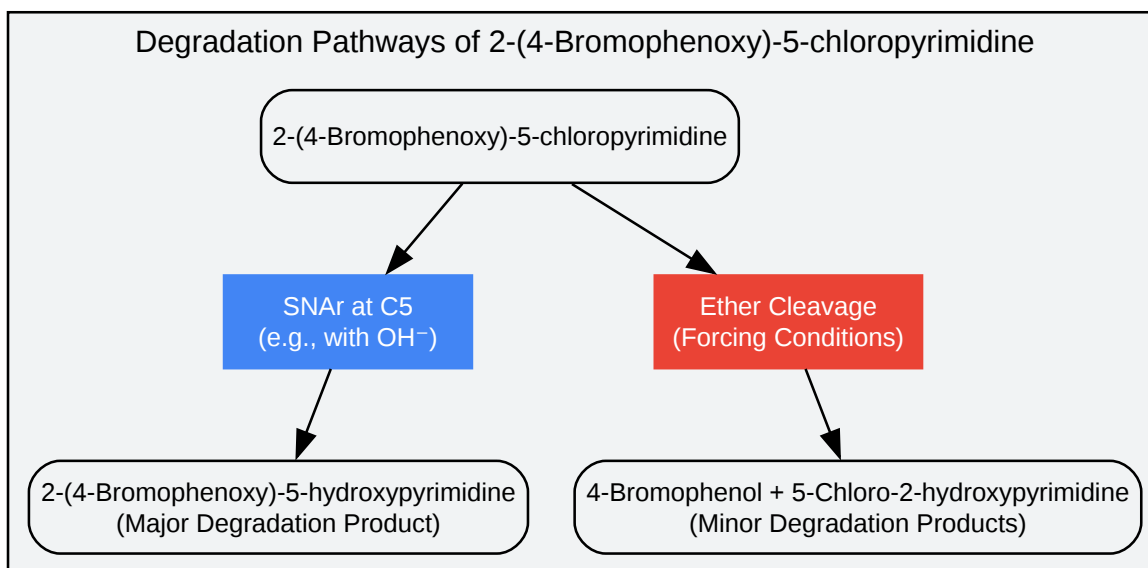 Degradation Pathways of 2-(4-Bromophenoxy)-5-chloropyrimidine
2-(4-Bromophenoxy)-5-chloropyrimidine
SNAr at C5
(e.g., with OH⁻)
Ether Cleavage
(Forcing Conditions)
2-(4-Bromophenoxy)-5-hydroxypyrimidine
(Major Degradation Product)
4-Bromophenol + 5-Chloro-2-hydroxypyrimidine
(Minor Degradation Products)